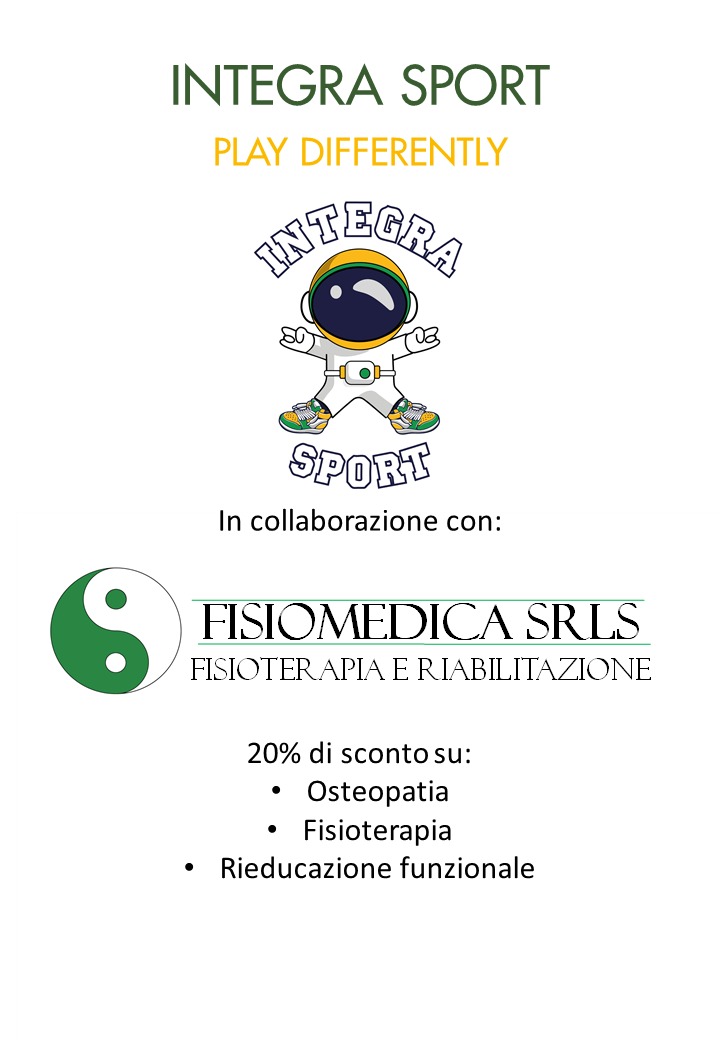 INTEGRA SPORT
PLAY DIFFERENTLY
INTEGRA
SPORT
In collaborazione con:
FISIOMEDICA SRLS
FISIOTERAPIA E RIABILITAZIONE
20% di sconto su:
• Osteopatia
• Fisioterapia
• Rieducazione funzionale